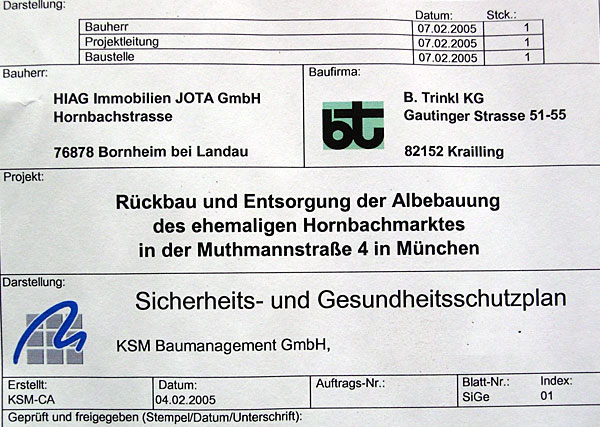 Darstellung:
Datum: Stck.:
Bauherr 07.02.2005 1
Projektleitung 07.02.2005 1
Baustelle 07.02.2005 1
Bauherr: Baufirma:
HIAG Immobilien JOTA GmbH
Hornbachstrasse
76878 Bornheim bei Landau
bt
B. Trinkl KG
Gautinger Strasse 51-55
82152 Krailling
Projekt:
Rückbau und Entsorgung der Albebauung
des ehemaligen Hornbachmarktes
in der Muthmannstraße 4 in München
Darstellung:
Sicherheits- und Gesundheitsschutzplan
KSM Baumanagement GmbH,
Erstellt: Datum: Auftrags-Nr.: Blatt-Nr.: Index:
KSM-CA 04.02.2005 SiGe 01
Geprüft und freigegeben (Stempel/Datum/Unterschrift):